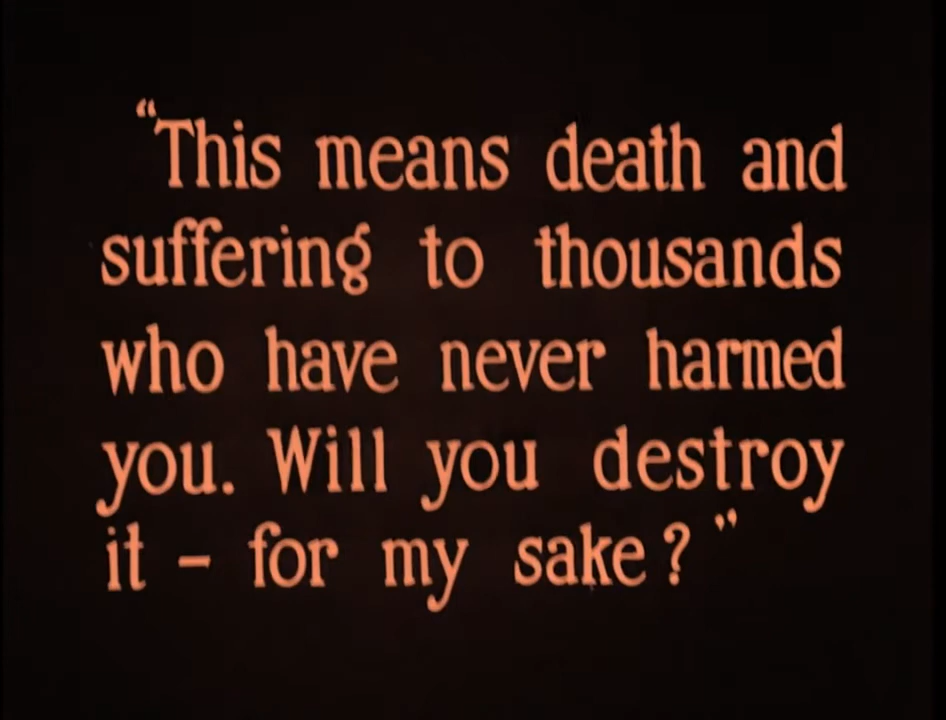 "This means death and
suffering to thousands
who have never harmed
you. Will you destroy
it – for my sake?"